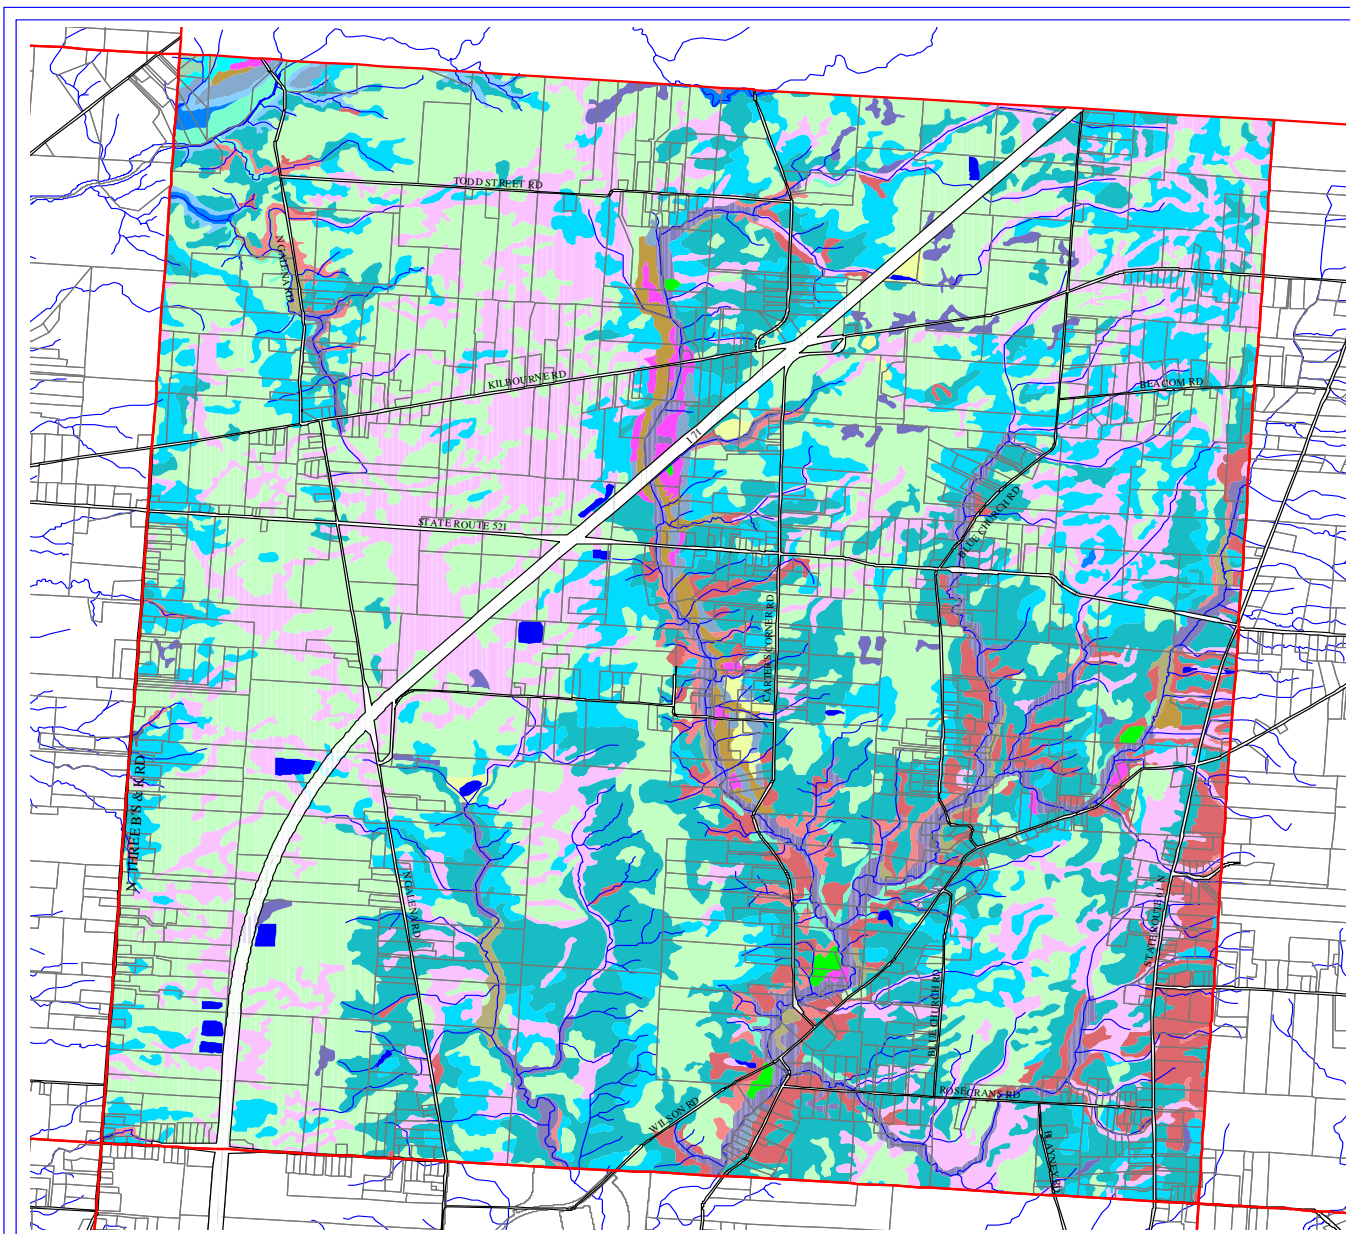 TODD STREET RD
N GALENA RD
KILBOURNE RD
BEACOM RD
I 71
STATE ROUTE 521
BLUE CHURCH RD
CARTERS CORNER RD
N THREE B'S & K RD
N GALENA RD
STATE ROUTE 61 N
BLUE CHURCH RD
ROSECRANS RD
WILSON RD